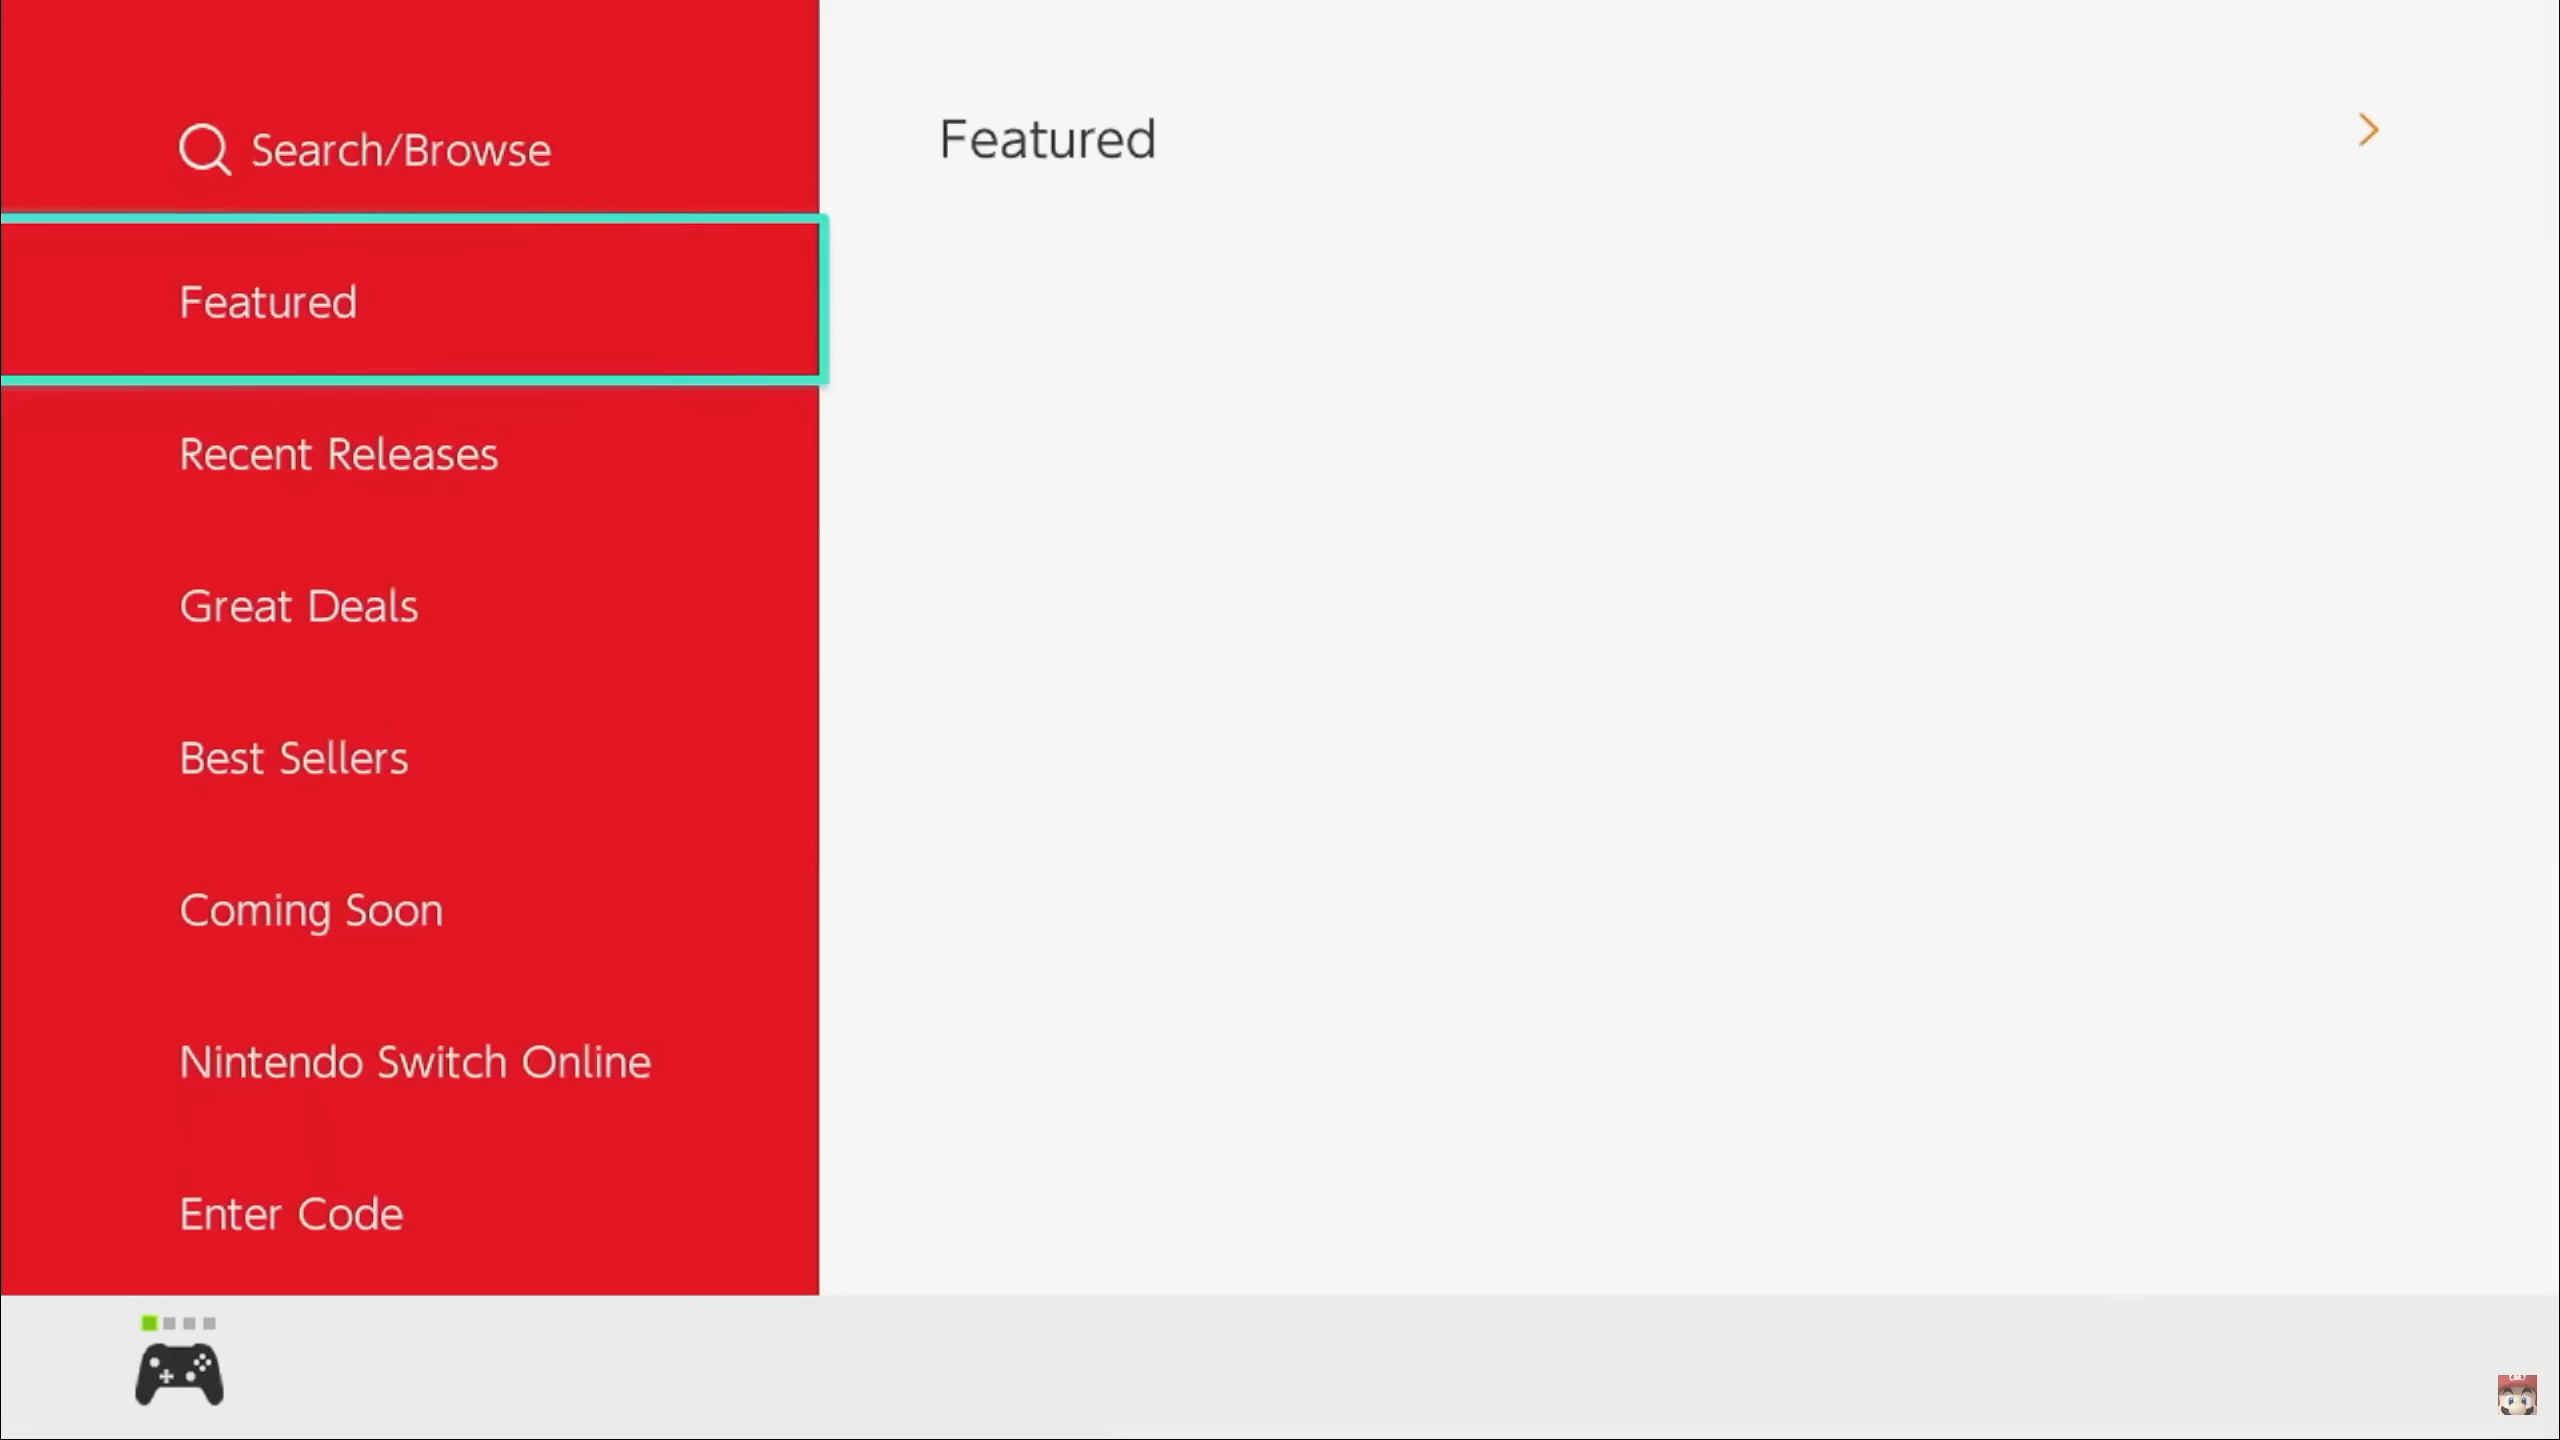 Search/Browse
Featured
Recent Releases
Great Deals
Best Sellers
Coming Soon
Nintendo Switch Online
Enter Code
Featured